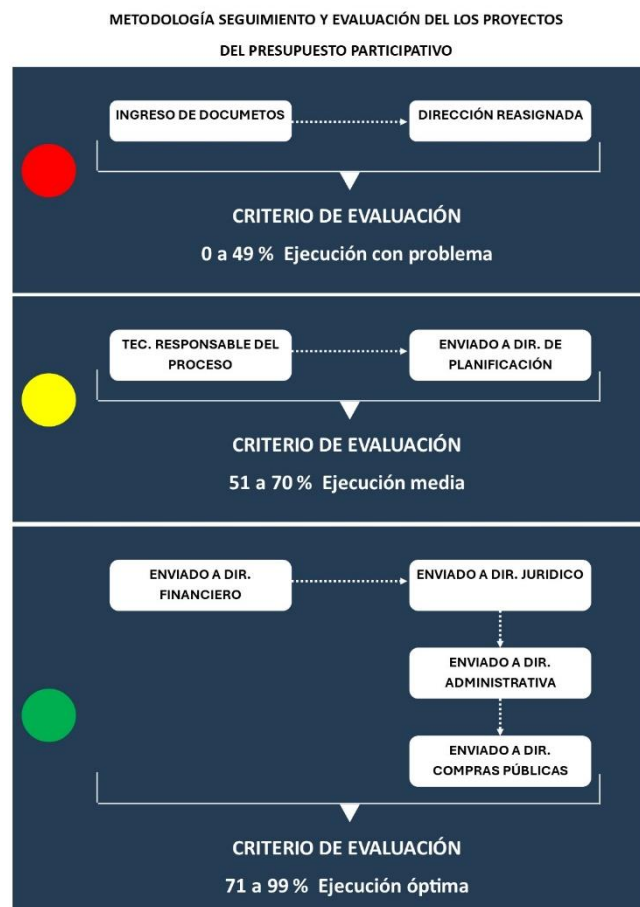 METODOLOGÍA SEGUIMIENTO Y EVALUACIÓN DEL LOS PROYECTOS
DEL PRESUPUESTO PARTICIPATIVO
INGRESO DE DOCUMETOS
DIRECCIÓN REASIGNADA
CRITERIO DE EVALUACIÓN
0 a 49 % Ejecución con problema
TEC. RESPONSABLE DEL
PROCESO
ENVIADO A DIR. DE
PLANIFICACIÓN
CRITERIO DE EVALUACIÓN
51 a 70 % Ejecución media
ENVIADO A DIR.
FINANCIERO
ENVIADO A DIR. JURIDICO
ENVIADO A DIR.
ADMINISTRATIVA
ENVIADO A DIR.
COMPRAS PÚBLICAS
CRITERIO DE EVALUACIÓN
71 a 99 % Ejecución óptima